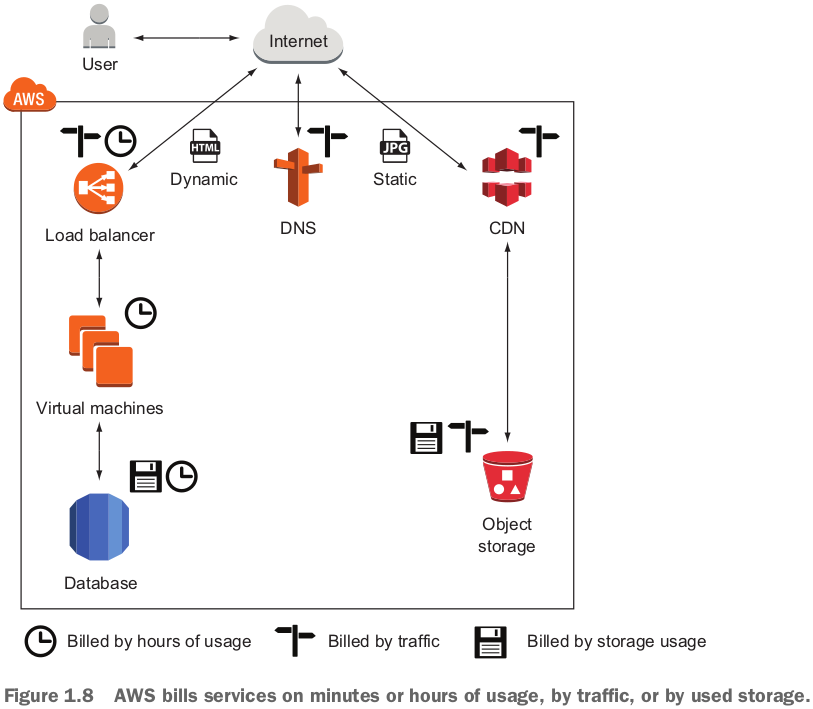 Internet
User
AWS
HTML
JPG
Dynamic
Static
DNS
CDN
Load balancer
Virtual machines
Object
storage
Database
Billed by hours of usage
Billed by traffic
Billed by storage usage
Figure 1.8 AWS bills services on minutes or hours of usage, by traffic, or by used storage.